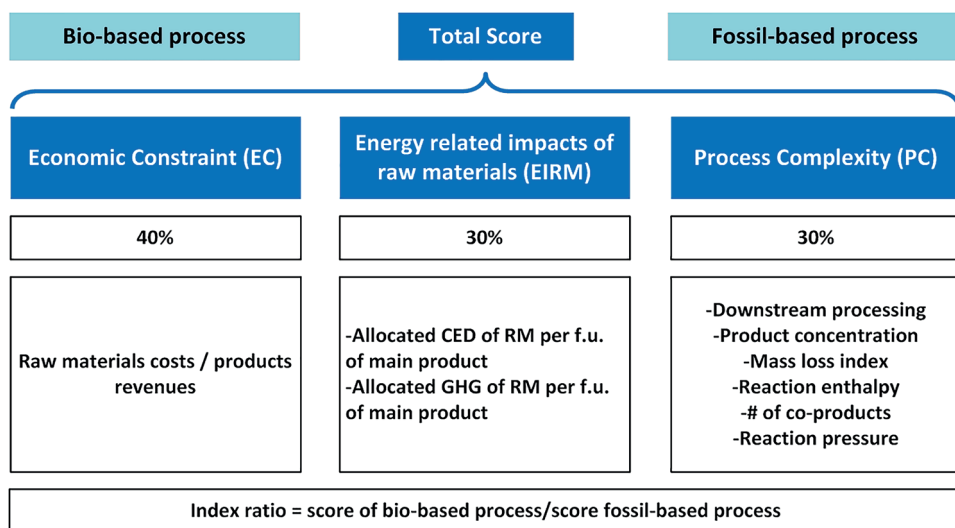 Bio-based process
Total Score
Fossil-based process
Economic Constraint (EC)
Energy related impacts of
raw materials (EIRM)
Process Complexity (PC)
40%
30%
30%
Raw materials costs / products
revenues
-Allocated CED of RM per f.u.
of main product
-Allocated GHG of RM per f.u.
of main product
-Downstream processing
-Product concentration
-Mass loss index
-Reaction enthalpy
-# of co-products
-Reaction pressure
Index ratio = score of bio-based process/score fossil-based process